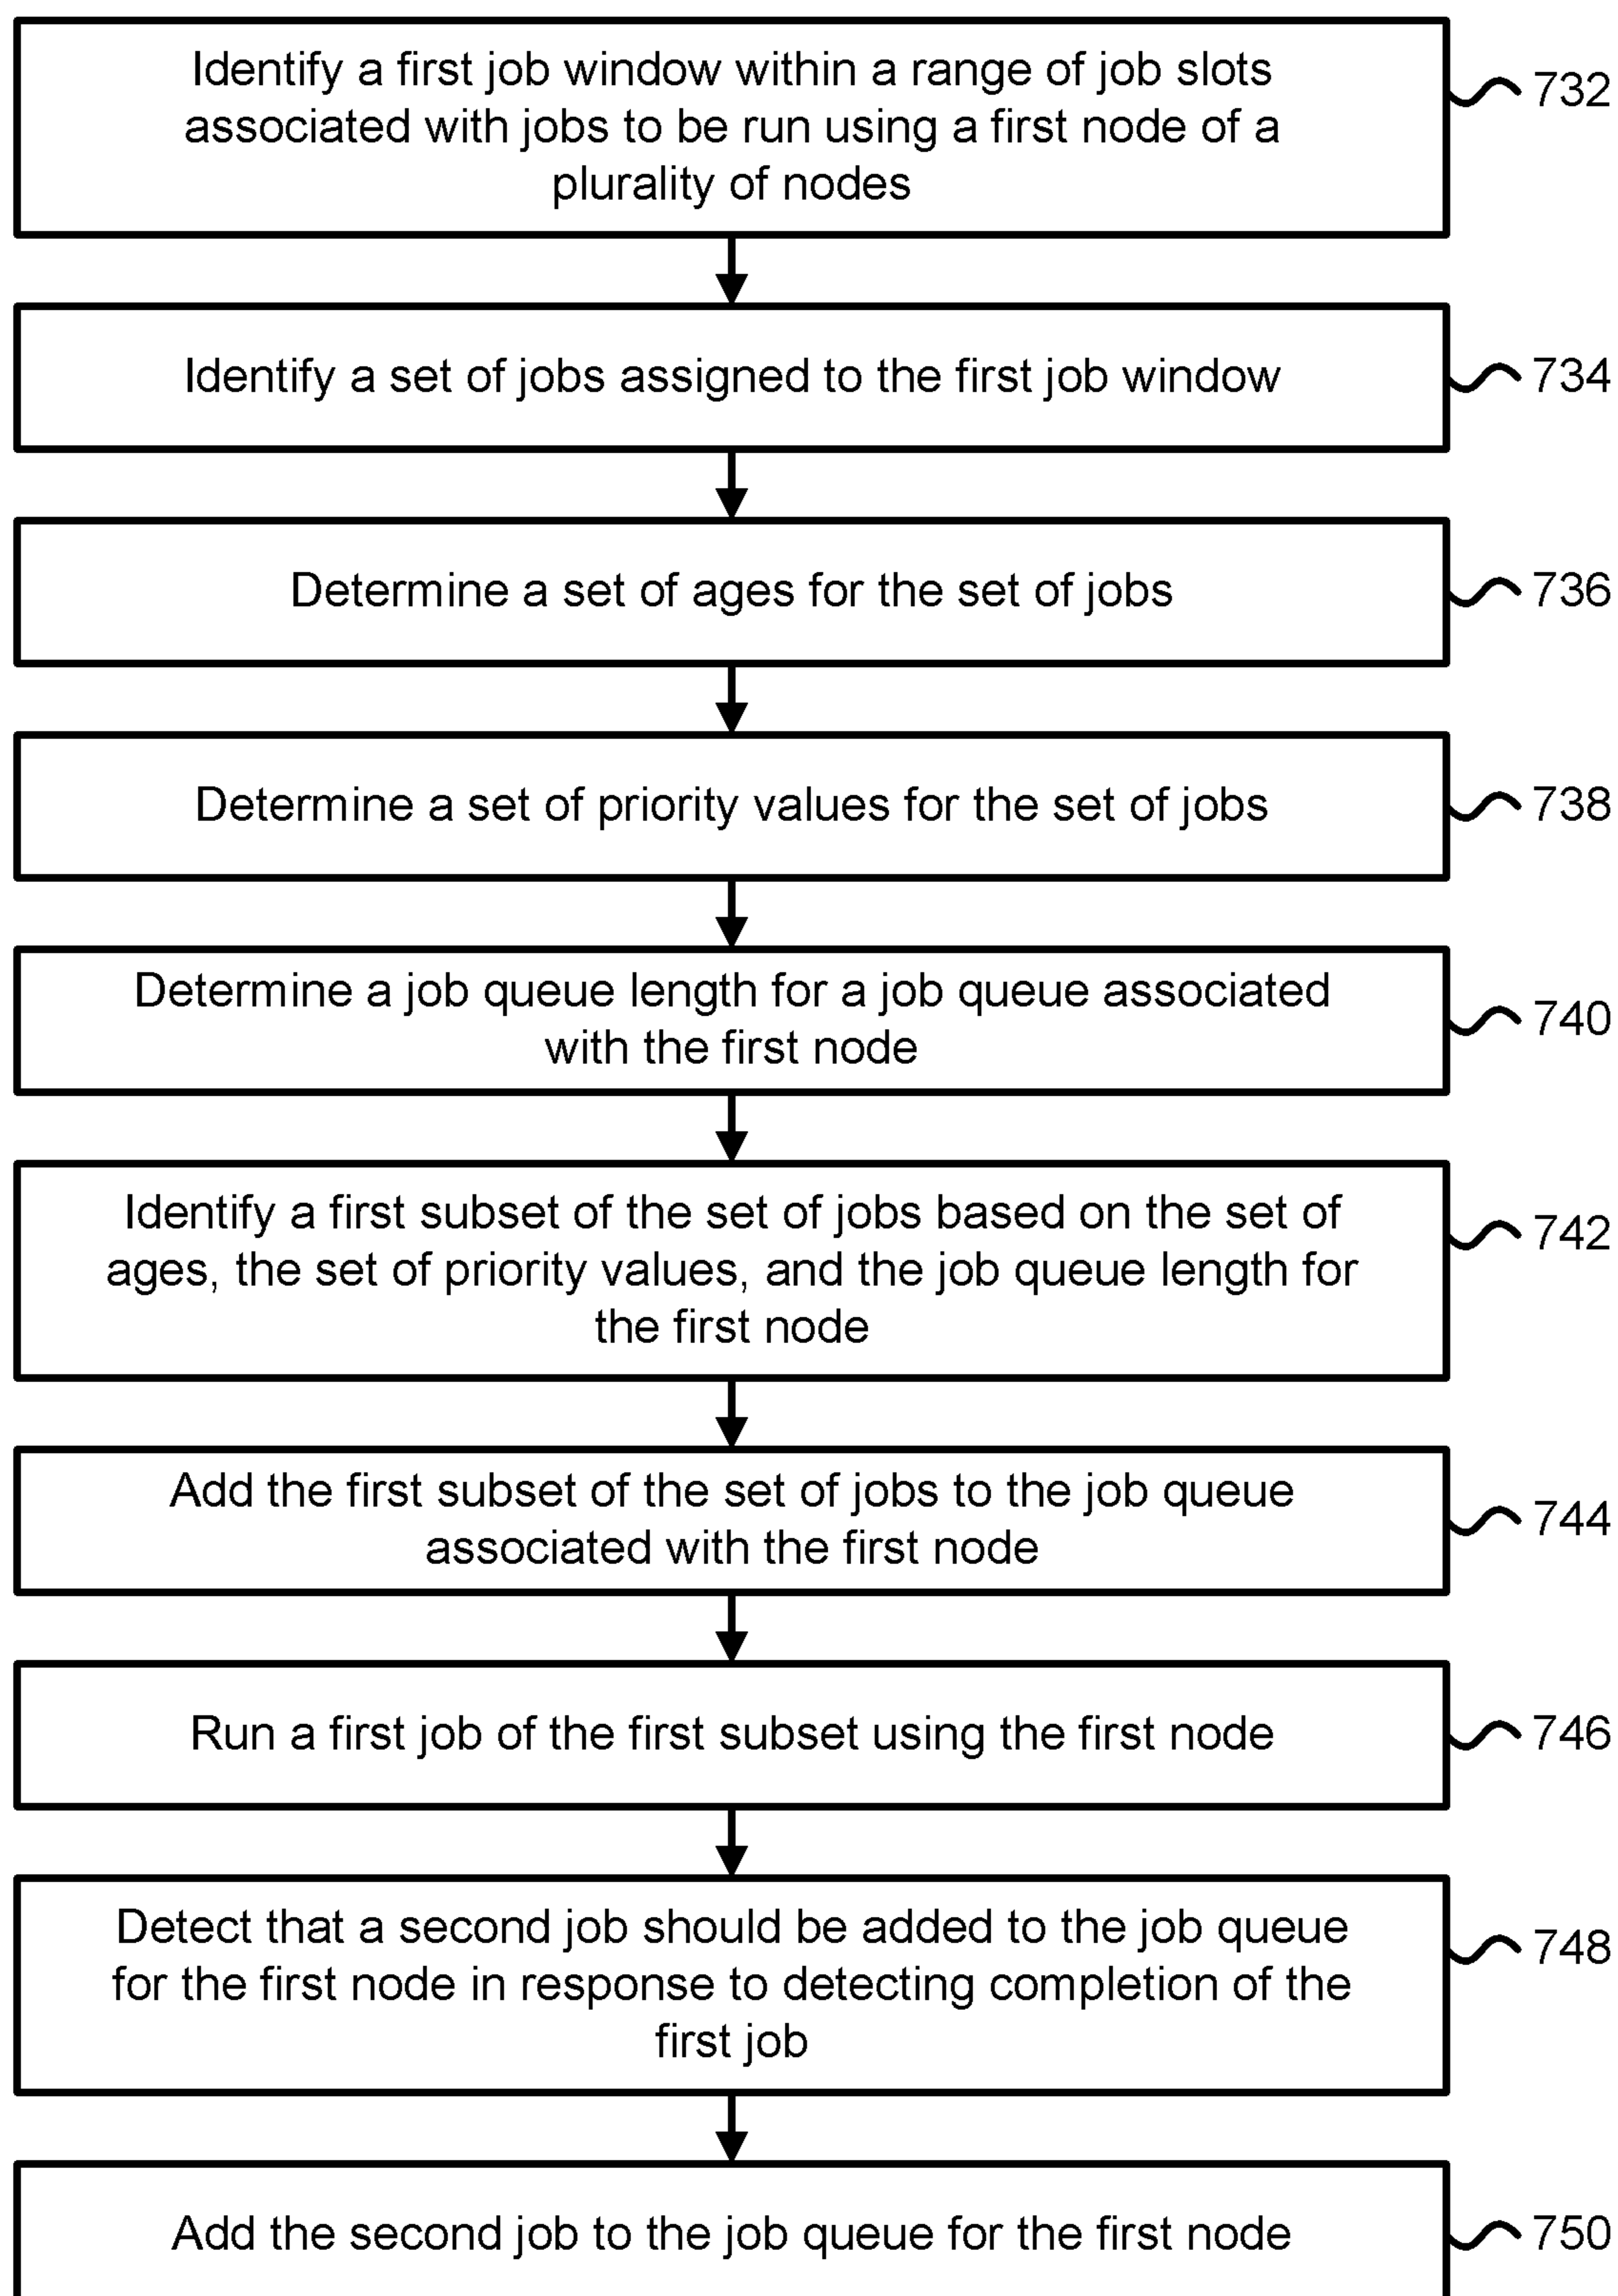 Identify a first job window within a range of job slots
associated with jobs to be run using a first node of a
plurality of nodes
732
Identify a set of jobs assigned to the first job window
734
Determine a set of ages for the set of jobs
736
Determine a set of priority values for the set of jobs
738
Determine a job queue length for a job queue associated
with the first node
740
Identify a first subset of the set of jobs based on the set of
ages, the set of priority values, and the job queue length for
the first node
742
Add the first subset of the set of jobs to the job queue
associated with the first node
744
Run a first job of the first subset using the first node
746
Detect that a second job should be added to the job queue
for the first node in response to detecting completion of the
first job
748
Add the second job to the job queue for the first node
750